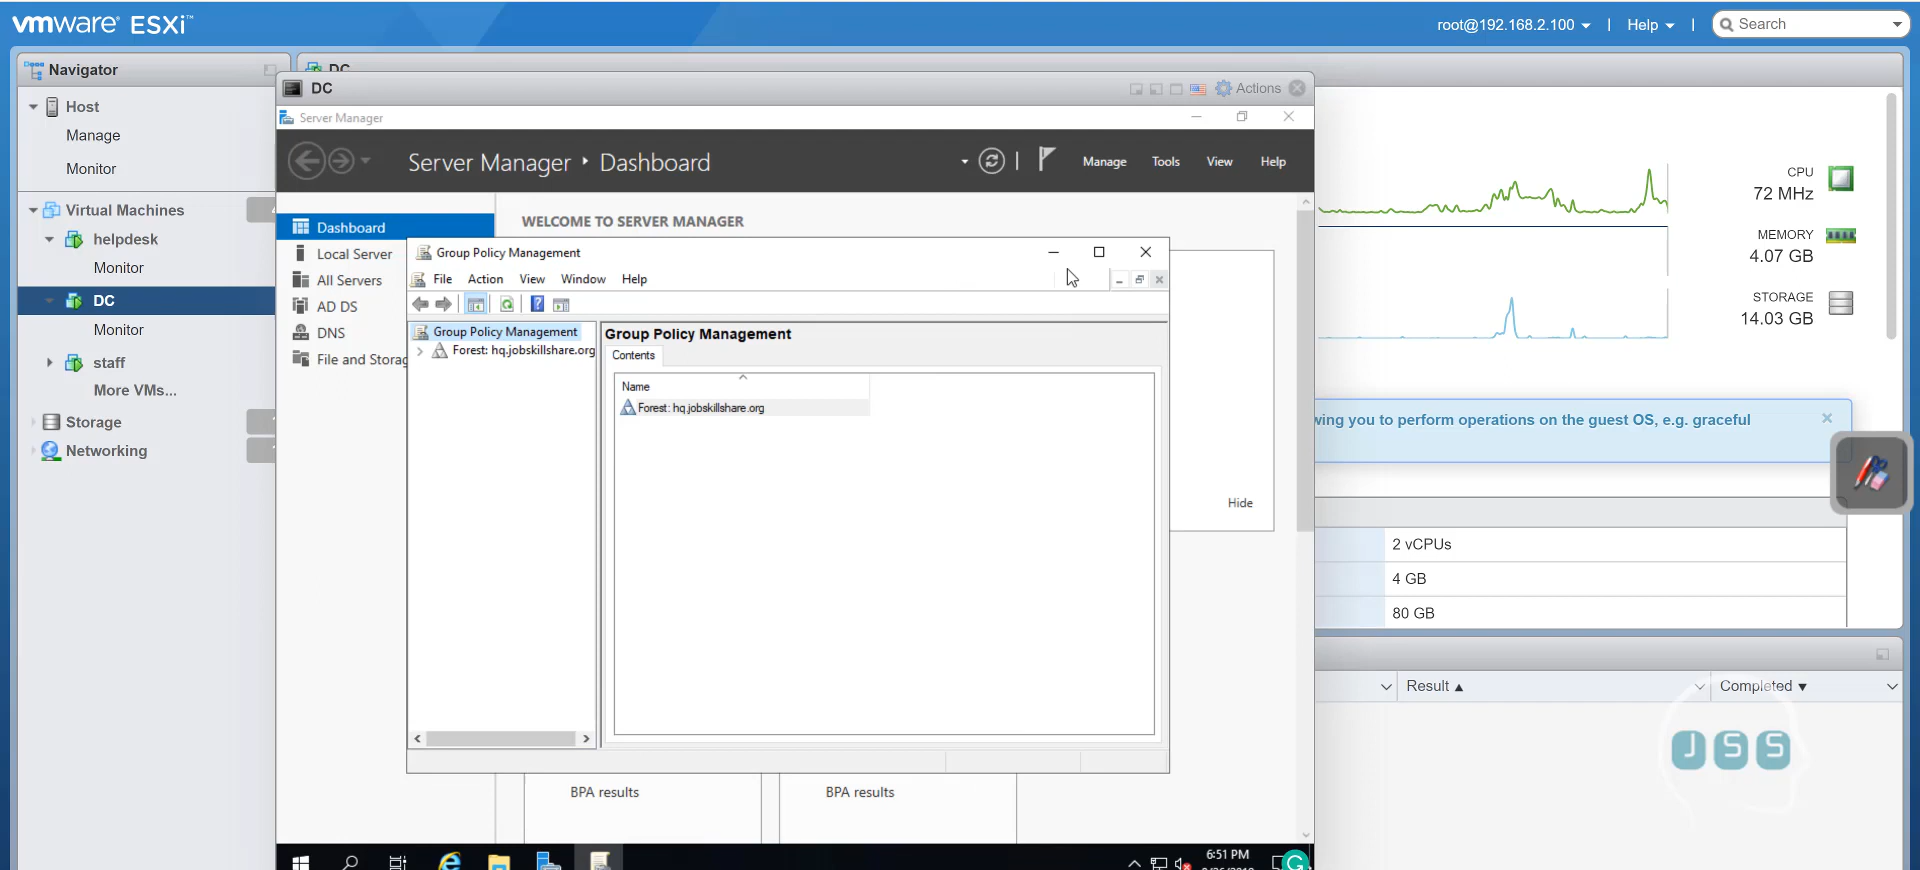 vmware® ESXi™
root@192.168.2.100
|
Help
|
Search
Navigator
DC
Host
Manage
Monitor
Virtual Machines
helpdesk
Monitor
DC
Monitor
staff
More VMs...
Storage
Networking
DC
Actions
Server Manager
Server Manager
Dashboard
Manage
Tools
View
Help
Dashboard
Local Server
All Servers
AD DS
DNS
File and Storag
WELCOME TO SERVER MANAGER
Group Policy Management
File
Action
View
Window
Help
Group Policy Management
Forest: hq.jobskillshare.org
Group Policy Management
Contents
Name
Forest: hq.jobskillshare.org
Hide
BPA results
BPA results
6:51 PM
CPU
72 MHz
MEMORY
4.07 GB
STORAGE
14.03 GB
wing you to perform operations on the guest OS, e.g. graceful
2 vCPUs
4 GB
80 GB
Result ▲
Completed ▼
JSS